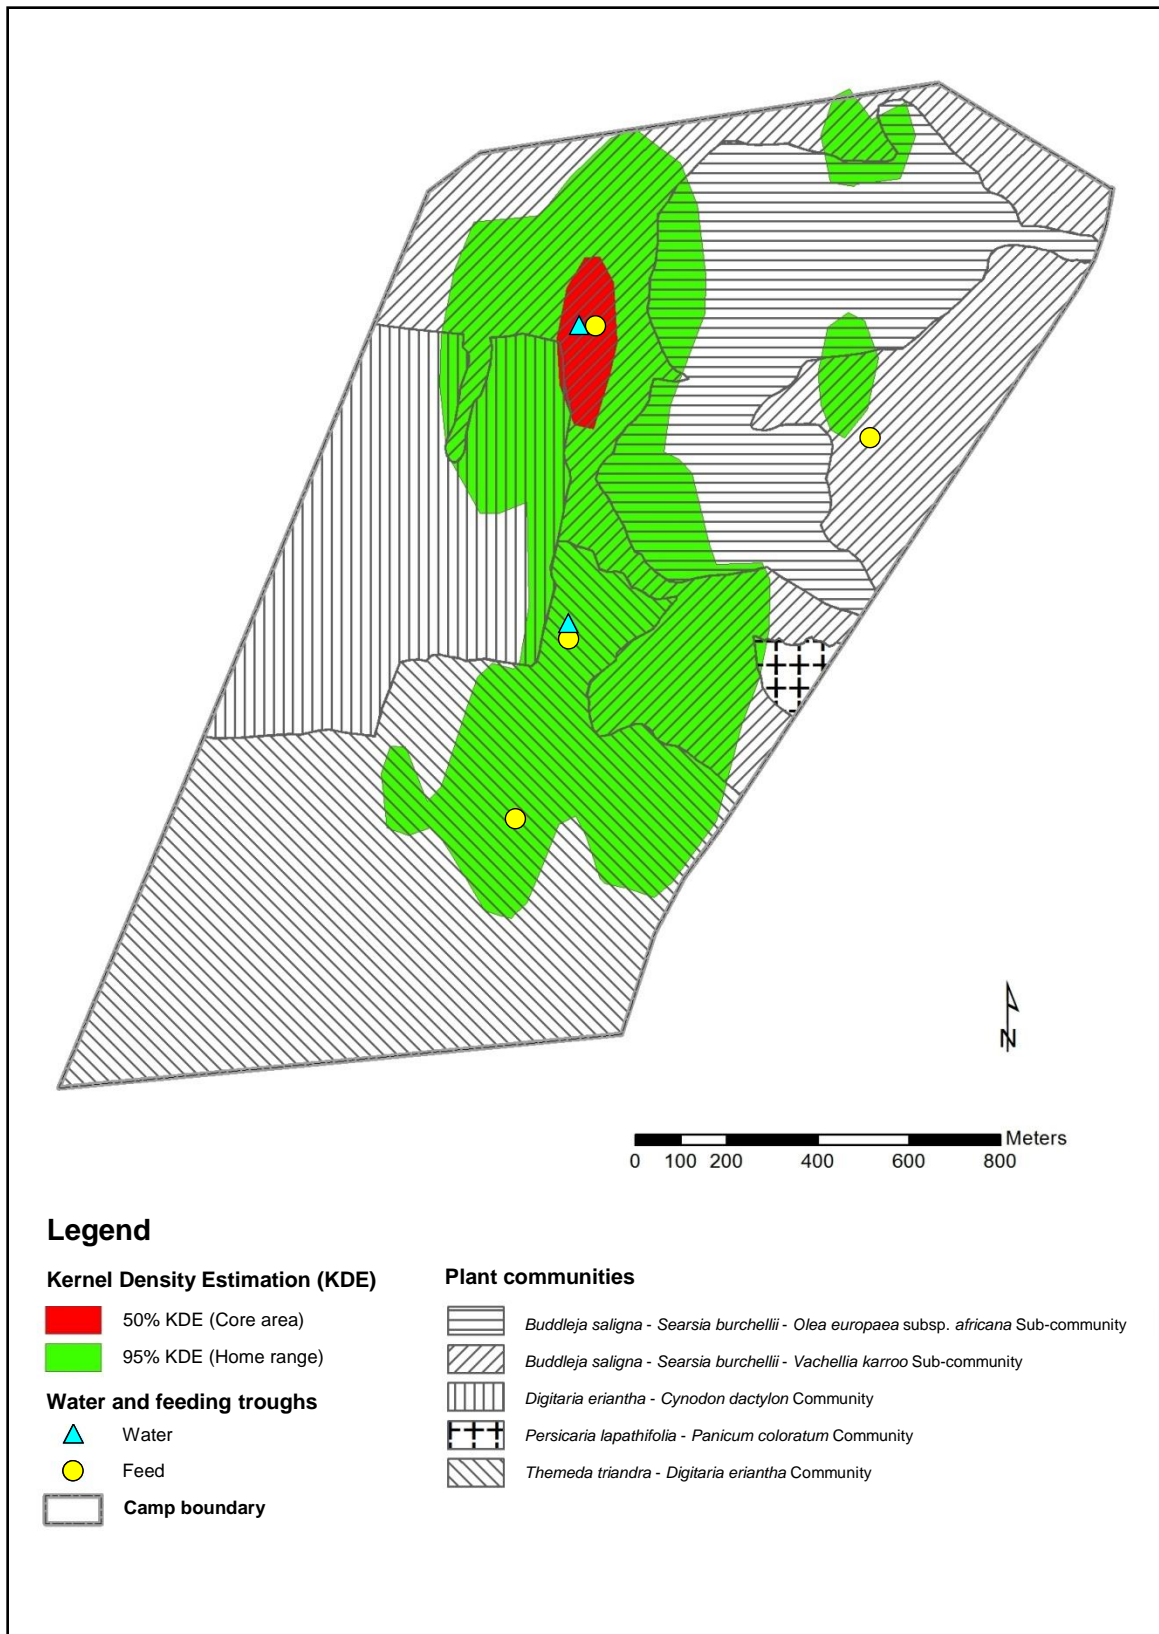 N
Meters
0 100 200 400 600 800
Legend
Kernel Density Estimation (KDE)
50% KDE (Core area)
95% KDE (Home range)
Water and feeding troughs
Water
Feed
Camp boundary
Plant communities
Buddleja saligna - Searsia burchellii - Olea europaea subsp. africana Sub-community
Buddleja saligna - Searsia burchellii - Vachellia karroo Sub-community
Digitaria eriantha - Cynodon dactylon Community
Persicaria lapathifolia - Panicum coloratum Community
Themeda triandra - Digitaria eriantha Community